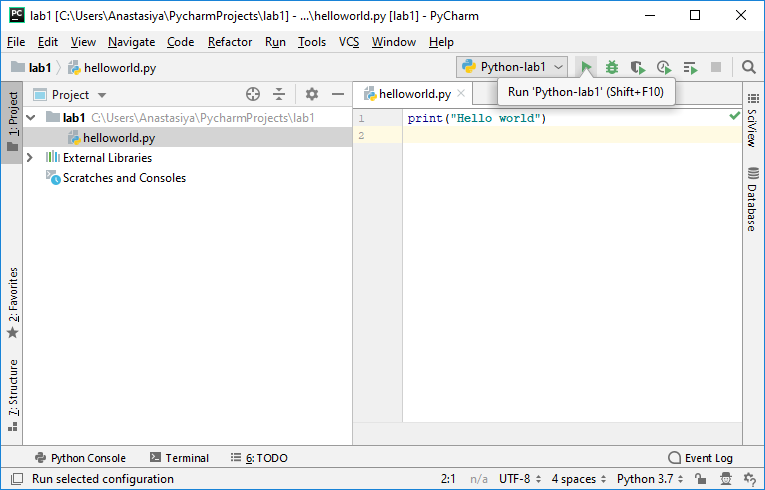 PC lab1 [C:\Users\Anastasiya\PycharmProjects\lab1] - ...\helloworld.py [lab1] - PyCharm
File Edit View Navigate Code Refactor Run Tools VCS Window Help
lab1 helloworld.py Python-lab1
Run 'Python-lab1' (Shift+F10)
1: Project
Project
helloworld.py
lab1 C:\Users\Anastasiya\PycharmProjects\lab1
helloworld.py
External Libraries
Scratches and Consoles
1 print("Hello world")
2
SciView
Database
2: Favorites
7: Structure
Python Console Terminal 6: TODO Event Log
Run selected configuration 2:1 n/a UTF-8 4 spaces Python 3.7